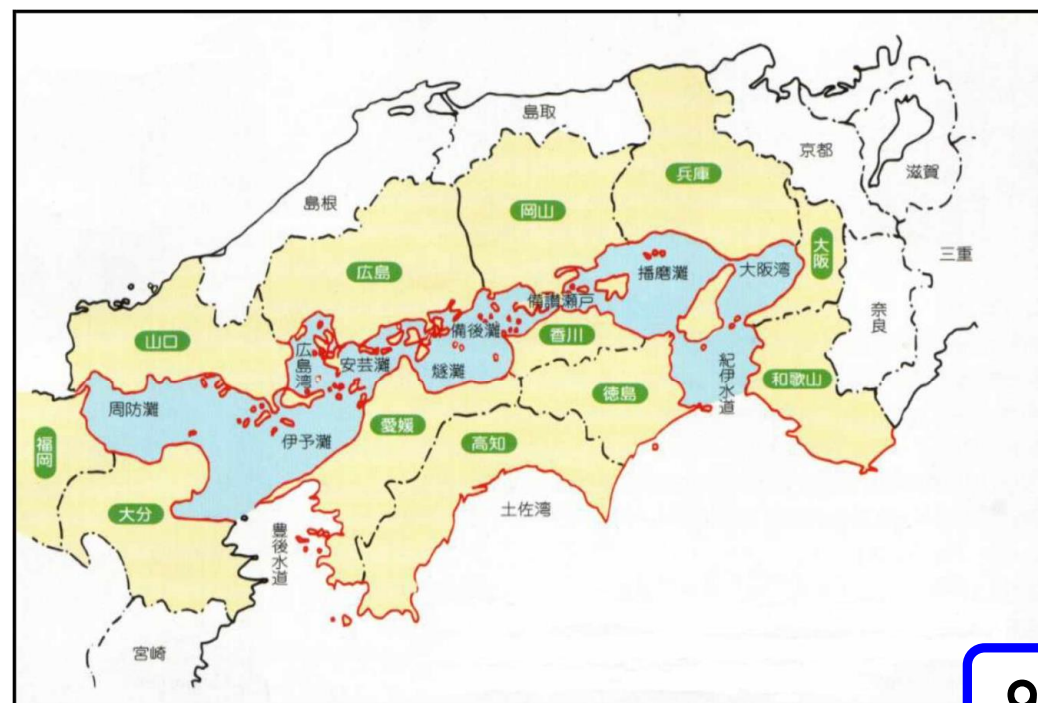 島取
京都
滋賀
兵庫
島根
岡山
大阪
三重
広島
播磨灘
大阪湾
備讃瀬戸
奈良
備後灘
香川
山口
広島湾
安芸灘
燧灘
紀伊水道
和歌山
徳島
周防灘
愛媛
伊予灘
高知
福岡
大分
土佐湾
豊後水道
宮崎